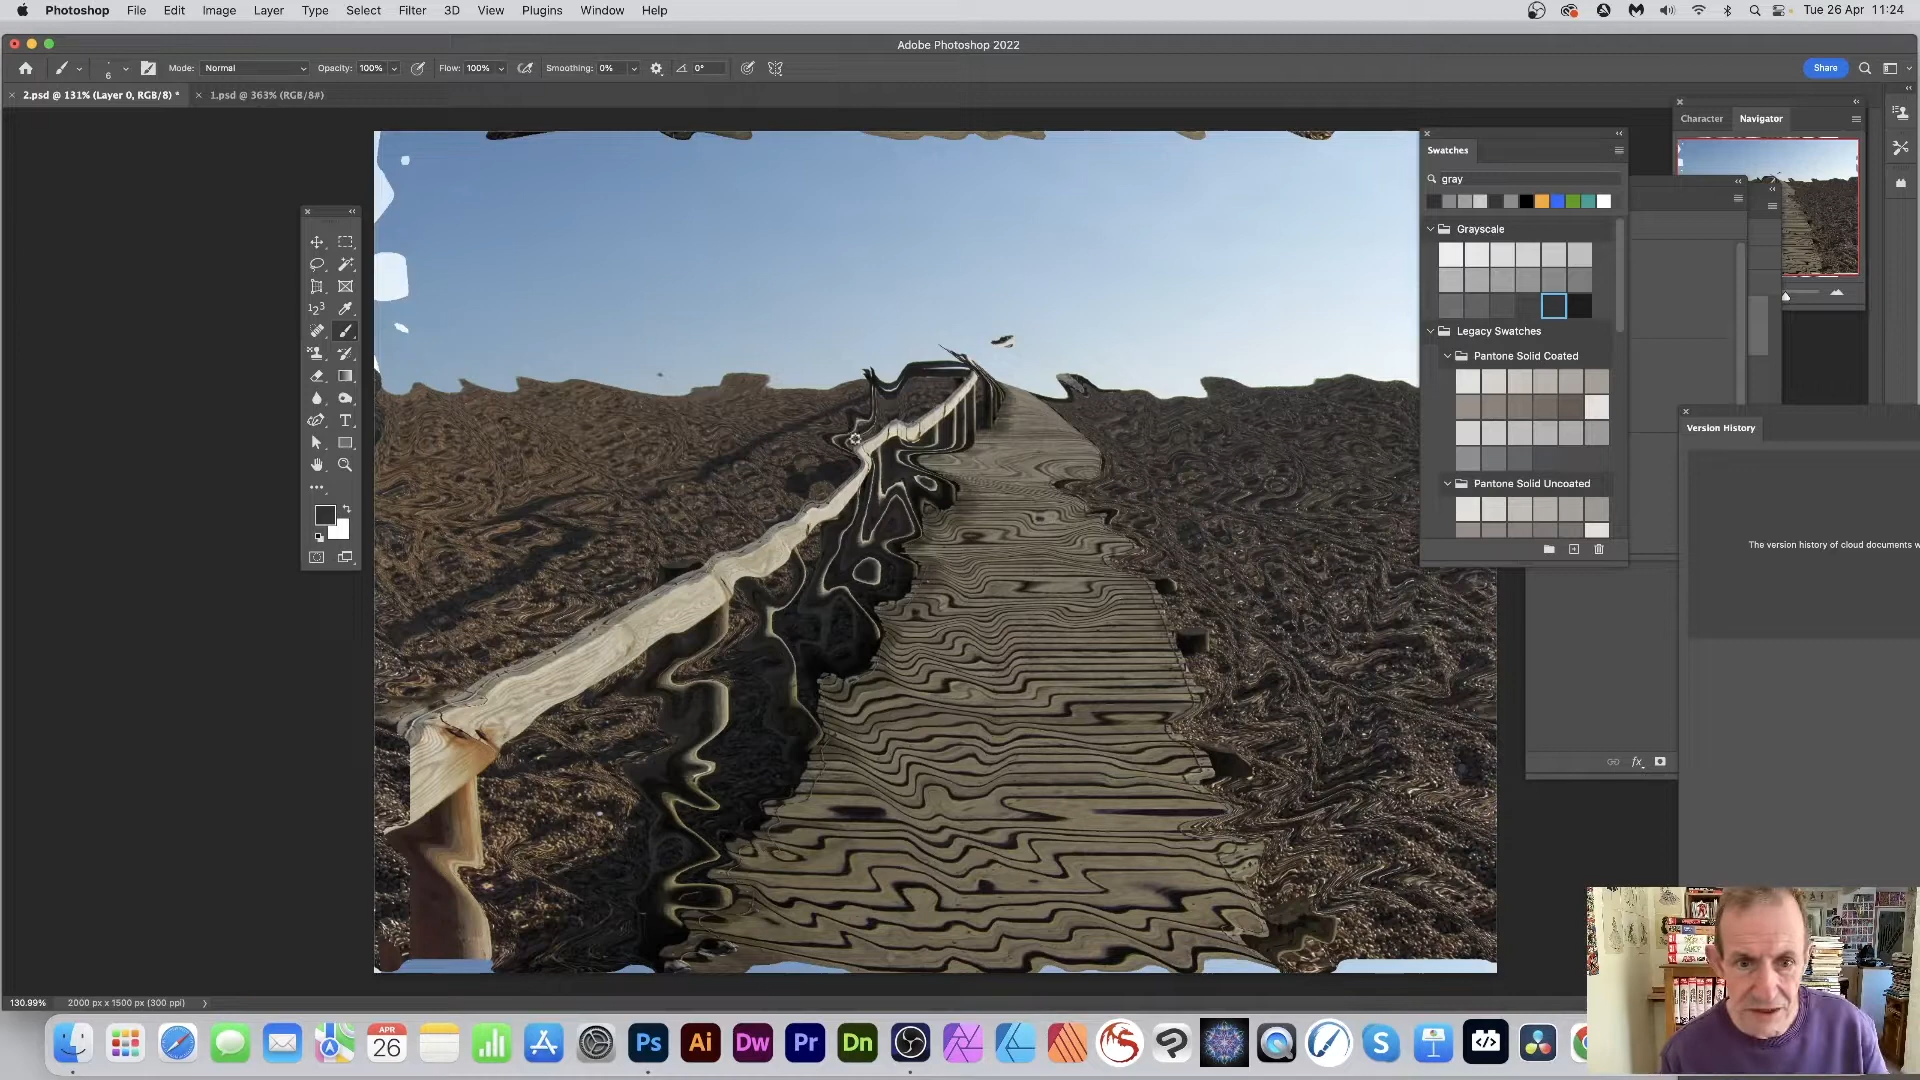 Photoshop File Edit Image Layer Type Select Filter 3D View Plugins Window Help Tue 26 Apr 11:24
Adobe Photoshop 2022
6 Mode: Normal Opacity: 100% Flow: 100% Smoothing: 0% 0° Share
2.psd @ 131% (Layer 0, RGB/8) * 1.psd @ 363% (RGB/8#)
Character Navigator
Swatches
gray
Grayscale
Legacy Swatches
Pantone Solid Coated
Version History
Pantone Solid Uncoated
The version history of cloud documents w
fx
130.99% 2000 px x 1500 px (300 ppi)
APR
26
Ps Ai Dw Pr Dn